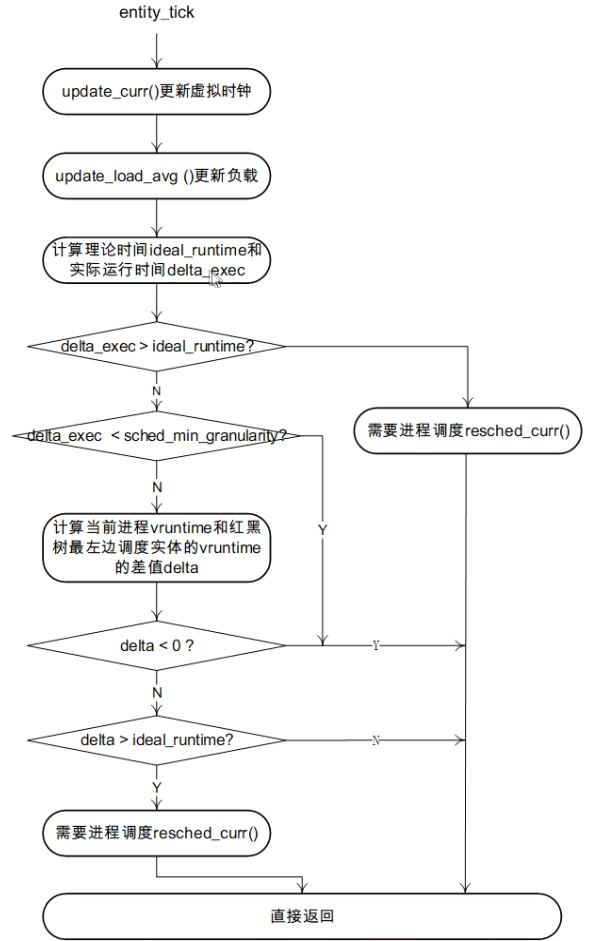 entity_tick
update_curr()更新虚拟时钟
update_load_avg ()更新负载
计算理论时间ideal_runtime和
实际运行时间delta_exec
delta_exec > ideal_runtime?
N
delta_exec < sched_min_granularity?
需要进程调度resched_curr()
N
Y
计算当前进程vruntime和红黑
树最左边调度实体的vruntime
的差值delta
delta < 0 ?
Y
N
delta > ideal_runtime?
N
Y
需要进程调度resched_curr()
直接返回